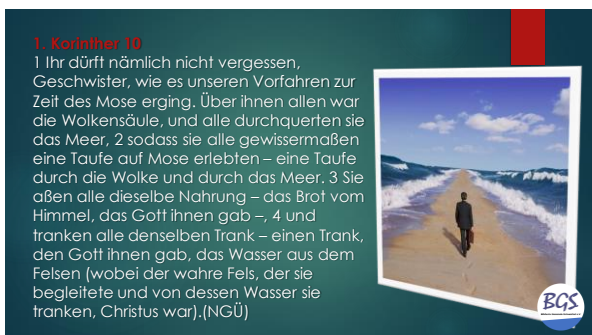 1. Korinther 10
1 Ihr dürft nämlich nicht vergessen,
Geschwister, wie es unseren Vorfahren zur
Zeit des Mose erging. Über ihnen allen war
die Wolkensäule, und alle durchquerten sie
das Meer, 2 sodass sie alle gewissermaßen
eine Taufe auf Mose erlebten – eine Taufe
durch die Wolke und durch das Meer. 3 Sie
aßen alle dieselbe Nahrung – das Brot vom
Himmel, das Gott ihnen gab –, 4 und
tranken alle denselben Trank – einen Trank,
den Gott ihnen gab, das Wasser aus dem
Felsen (wobei der wahre Fels, der sie
begleitete und von dessen Wasser sie
tranken, Christus war).(NGÜ)
BGS